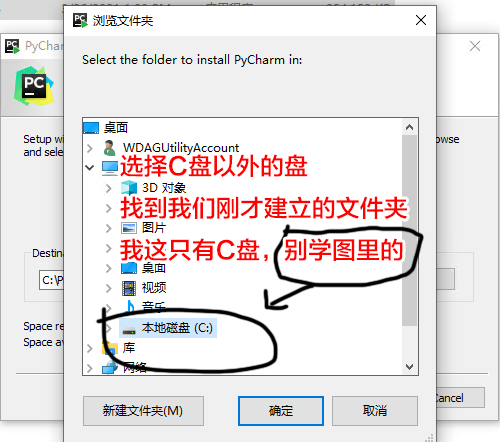 浏览文件夹
PyCharm
Select the folder to install PyCharm in:
Setup wi
owse
and sele
桌面
WDAGUtilityAccount
选择C盘以外的盘
3D 对象
找到我们刚才建立的文件夹
图片
我这只有C盘，别学图里的
Destina
桌面
C:\P
视频
音乐
Space re
本地磁盘 (C:)
Space av
库
网络
新建文件夹(M)
确定
取消
Cancel